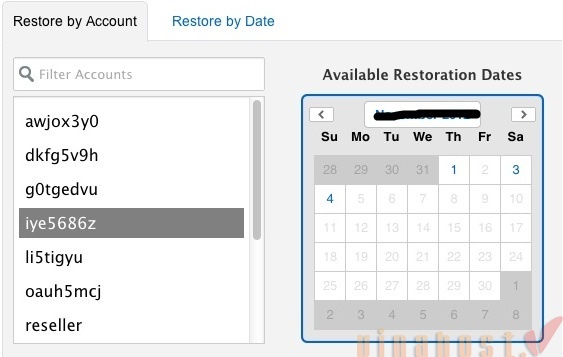 Restore by Account
Restore by Date
Filter Accounts
awjox3y0
dkfg5v9h
g0tgedvu
iye5686z
li5tigyu
oauh5mcj
reseller
Available Restoration Dates
Su Mo Tu We Th Fr Sa
28 29 30 31 1 2 3
4 5 6 7 8 9 10
11 12 13 14 15 16 17
18 19 20 21 22 23 24
25 26 27 28 29 30 1
2 3 4 5 6 7 8
vinahost